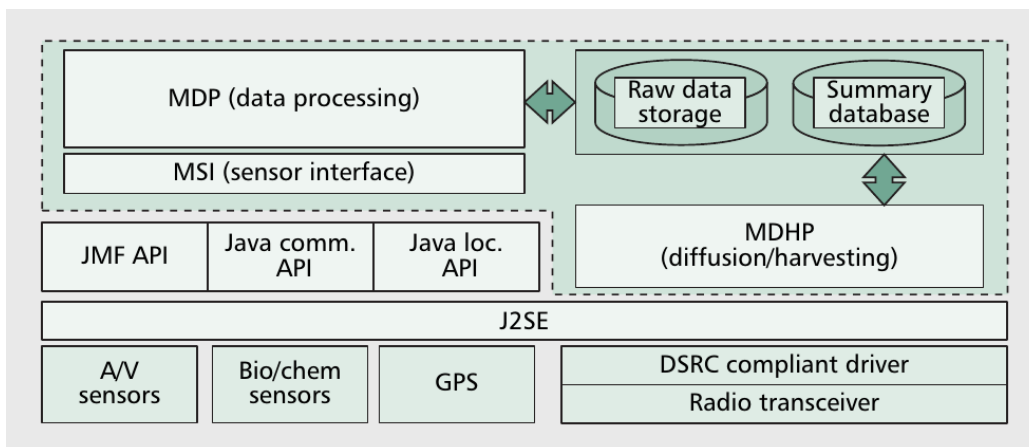 MDP (data processing)
Raw data
storage
Summary
database
MSI (sensor interface)
MDHP
(diffusion/harvesting)
JMF API
Java comm.
API
Java loc.
API
J2SE
A/V
sensors
Bio/chem
sensors
GPS
DSRC compliant driver
Radio transceiver